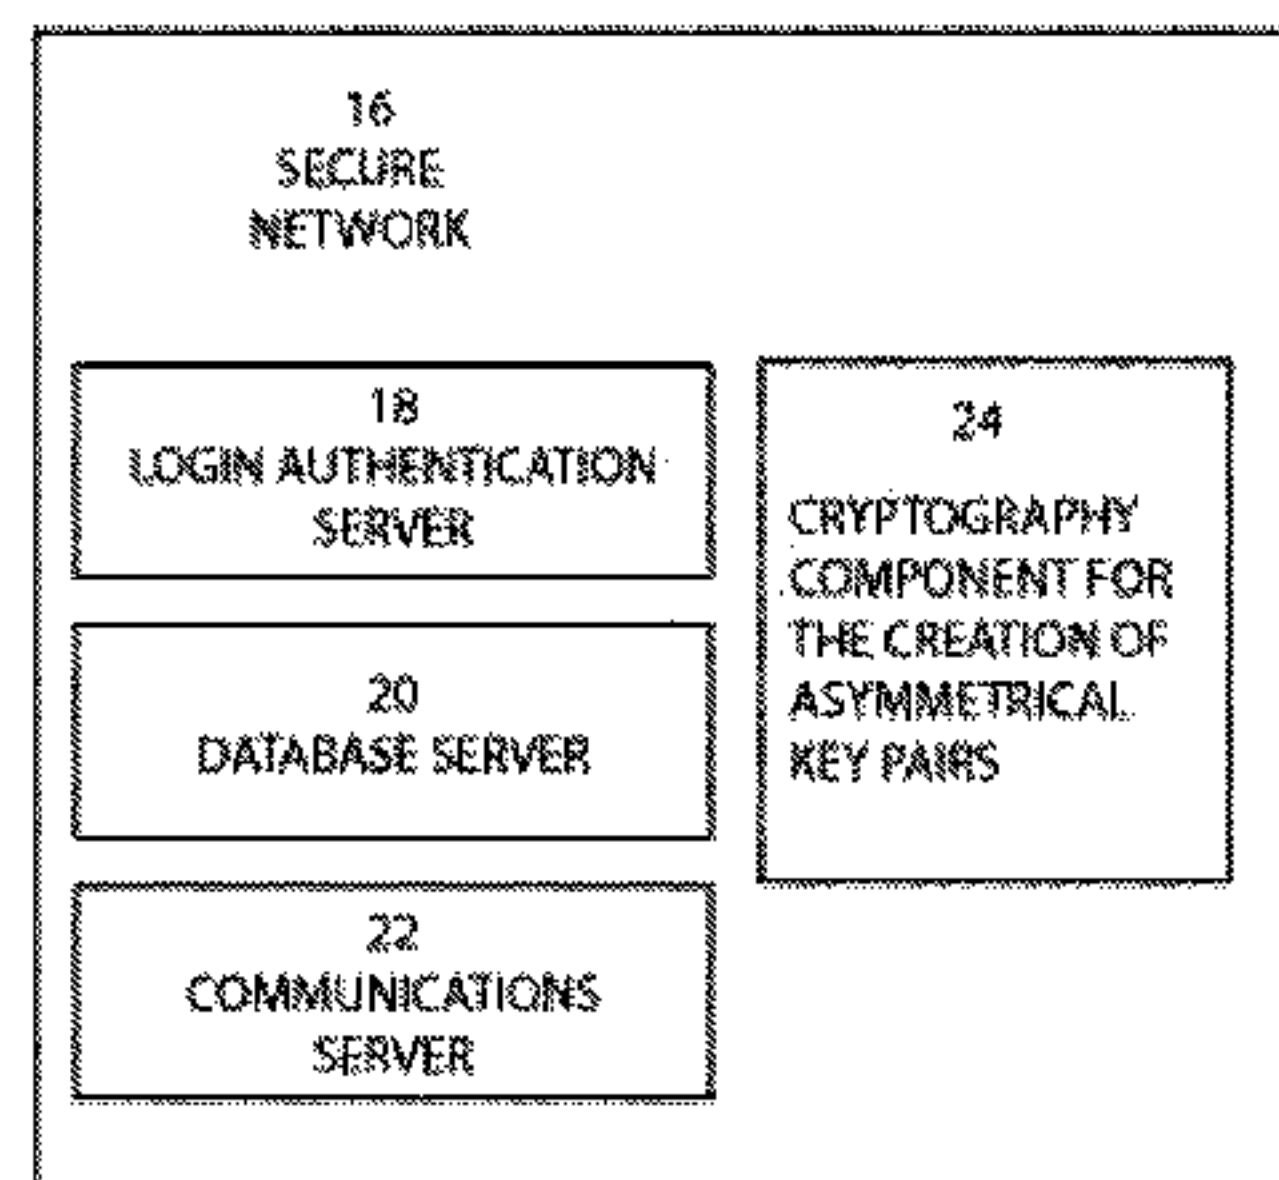 16
SECURE
NETWORK
18
LOGIN AUTHENTICATION
SERVER
20
DATABASE SERVER
22
COMMUNICATIONS
SERVER
24
CRYPTOGRAPHY
COMPONENT FOR
THE CREATION OF
ASYMMETRICAL
KEY PAIRS